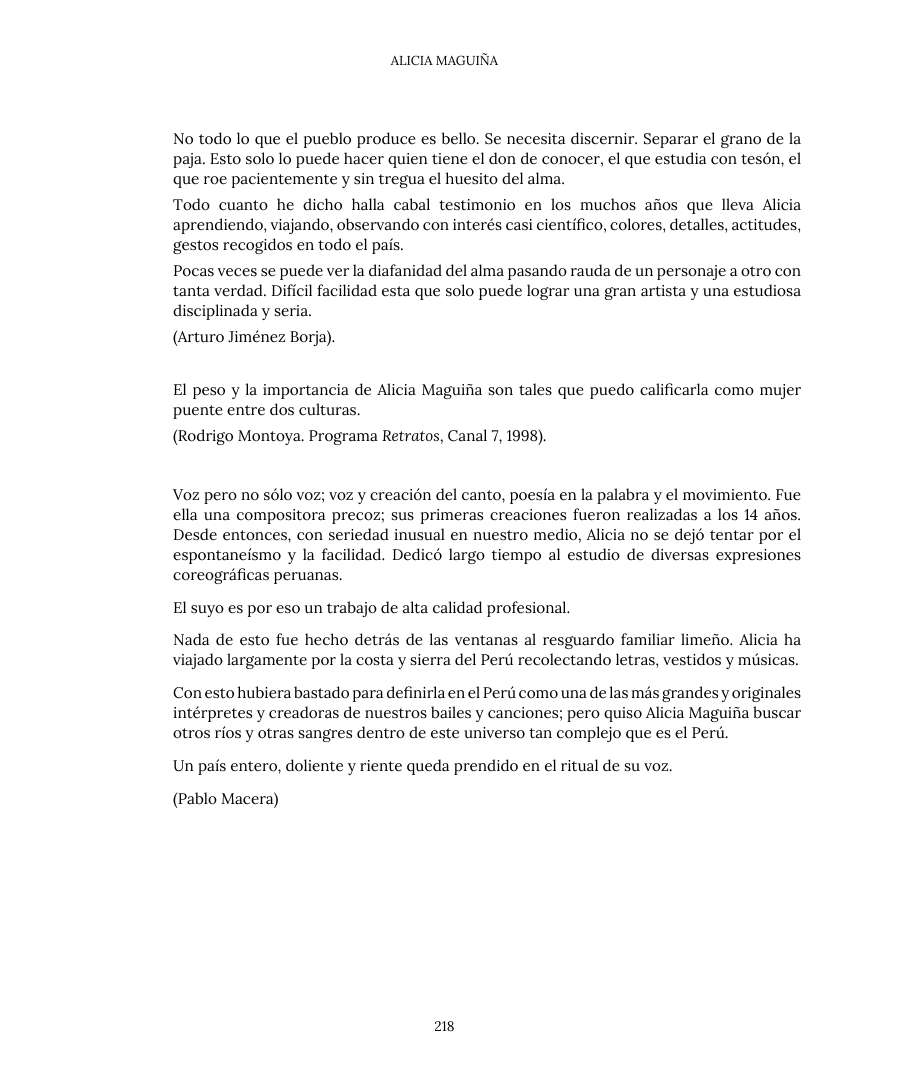 ALICIA MAGUIÑA
No todo lo que el pueblo produce es bello. Se necesita discernir. Separar el grano de la
paja. Esto solo lo puede hacer quien tiene el don de conocer, el que estudia con tesón, el
que roe pacientemente y sin tregua el huesito del alma.
Todo cuanto he dicho halla cabal testimonio en los muchos años que lleva Alicia
aprendiendo, viajando, observando con interés casi científico, colores, detalles, actitudes,
gestos recogidos en todo el país.
Pocas veces se puede ver la diafanidad del alma pasando rauda de un personaje a otro con
tanta verdad. Difícil facilidad esta que solo puede lograr una gran artista y una estudiosa
disciplinada y seria.
(Arturo Jiménez Borja).
El peso y la importancia de Alicia Maguiña son tales que puedo calificarla como mujer
puente entre dos culturas.
(Rodrigo Montoya. Programa Retratos, Canal 7, 1998).
Voz pero no sólo voz; voz y creación del canto, poesía en la palabra y el movimiento. Fue
ella una compositora precoz; sus primeras creaciones fueron realizadas a los 14 años.
Desde entonces, con seriedad inusual en nuestro medio, Alicia no se dejó tentar por el
espontaneísmo y la facilidad. Dedicó largo tiempo al estudio de diversas expresiones
coreográficas peruanas.
El suyo es por eso un trabajo de alta calidad profesional.
Nada de esto fue hecho detrás de las ventanas al resguardo familiar limeño. Alicia ha
viajado largamente por la costa y sierra del Perú recolectando letras, vestidos y músicas.
Con esto hubiera bastado para definirla en el Perú como una de las más grandes y originales
intérpretes y creadoras de nuestros bailes y canciones; pero quiso Alicia Maguiña buscar
otros ríos y otras sangres dentro de este universo tan complejo que es el Perú.
Un país entero, doliente y riente queda prendido en el ritual de su voz.
(Pablo Macera)
218